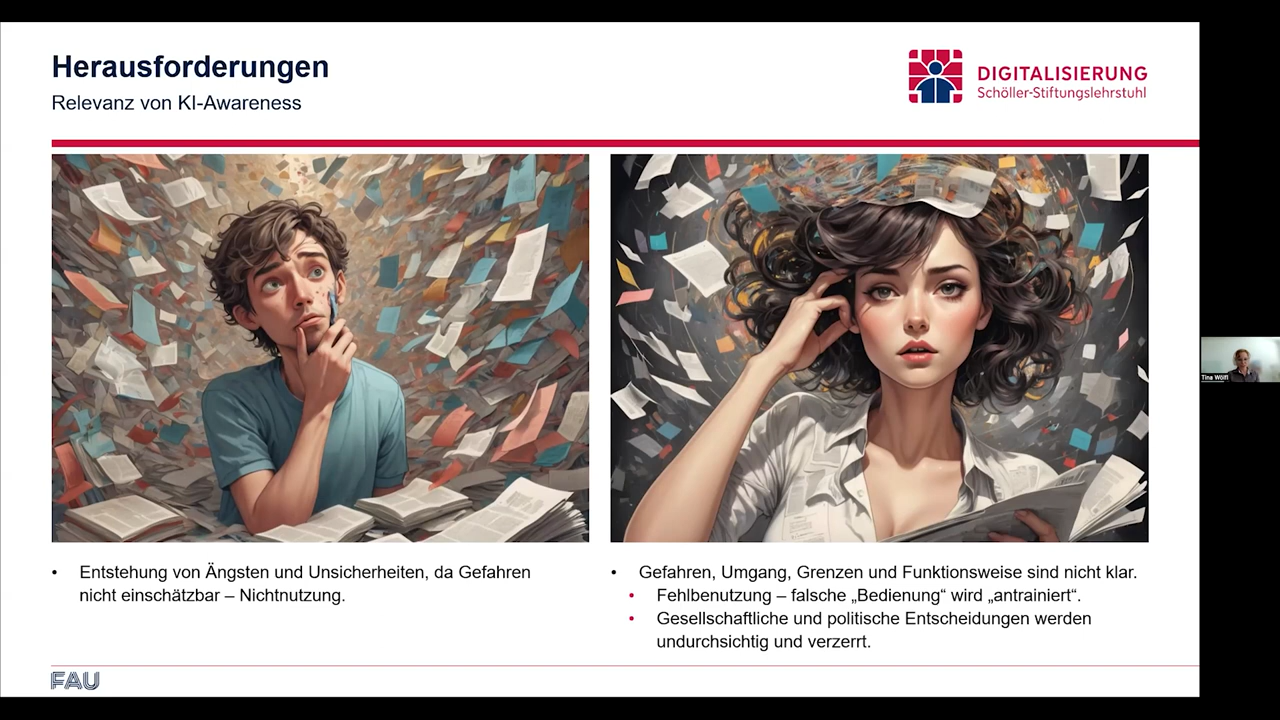 Herausforderungen
Relevanz von KI-Awareness
DIGITALISIERUNG
Schöller-Stiftungslehrstuhl
• Entstehung von Ängsten und Unsicherheiten, da Gefahren
nicht einschätzbar – Nichtnutzung.
• Gefahren, Umgang, Grenzen und Funktionsweise sind nicht klar.
• Fehlbenutzung – falsche „Bedienung“ wird „antrainiert“.
• Gesellschaftliche und politische Entscheidungen werden
undurchsichtig und verzerrt.
FAU
Tina Wölfl